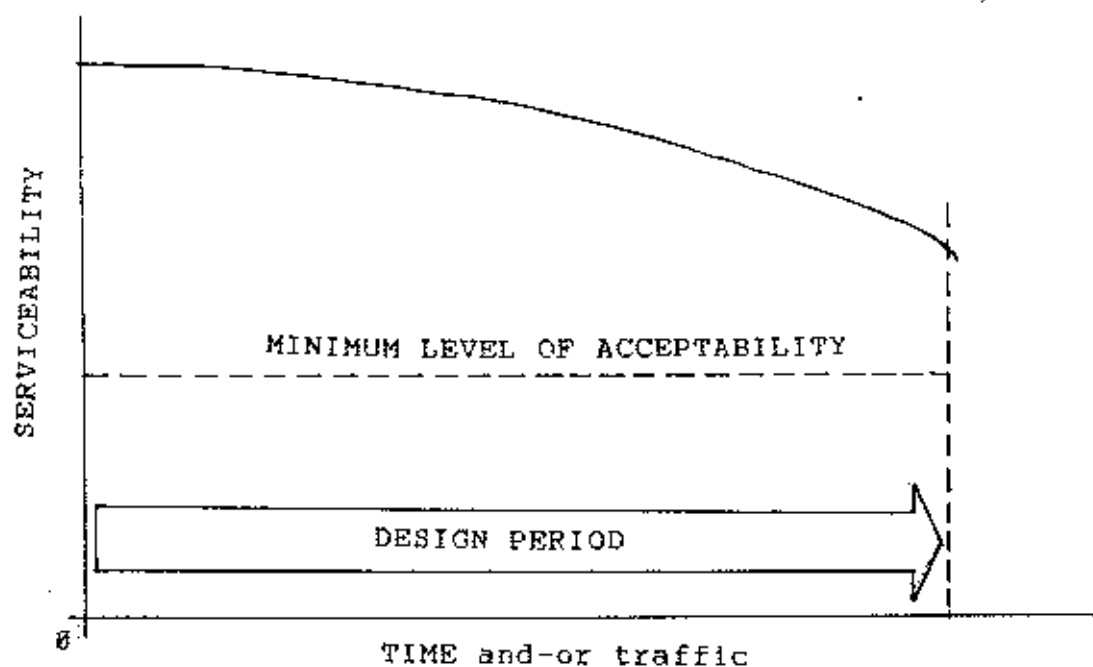 SERVICEABILITY
MINIMUM LEVEL OF ACCEPTABILITY
DESIGN PERIOD
0
TIME and-or traffic